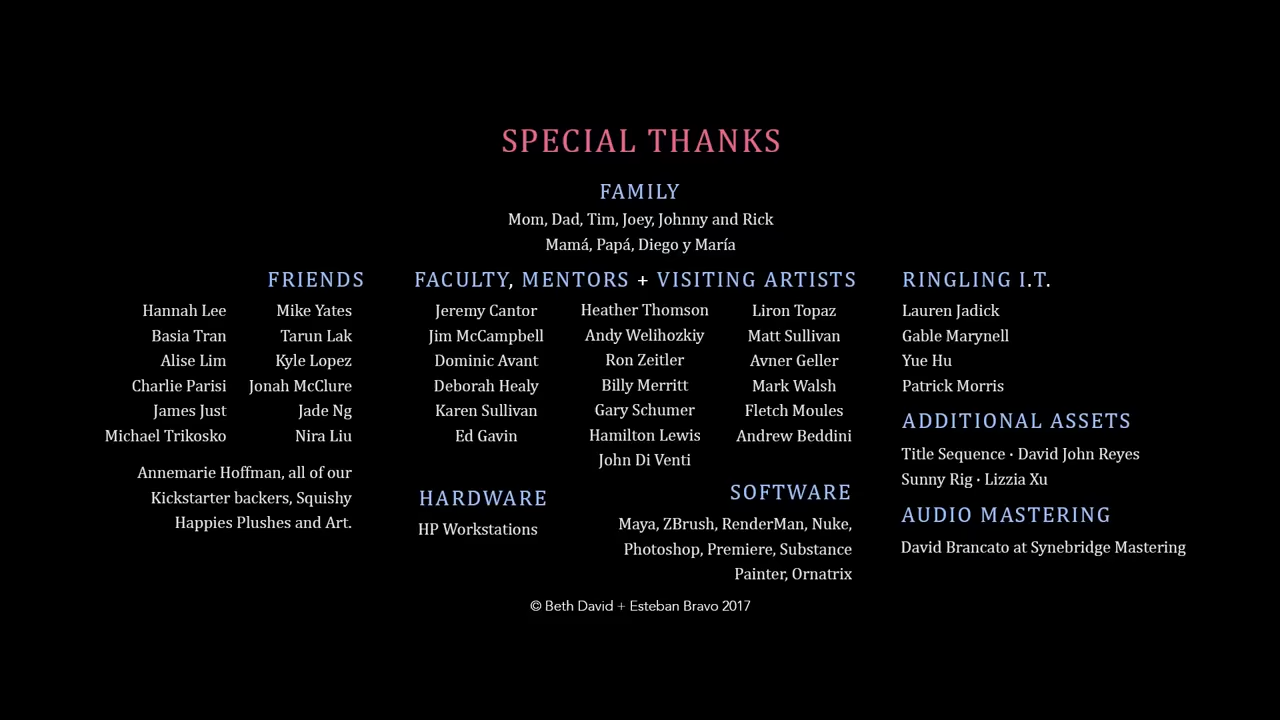 SPECIAL THANKS
FAMILY
Mom, Dad, Tim, Joey, Johnny and Rick
Mamá, Papá, Diego y María
FRIENDS
Hannah Lee
Basia Tran
Alise Lim
Charlie Parisi
James Just
Michael Trikosko
Mike Yates
Tarun Lak
Kyle Lopez
Jonah McClure
Jade Ng
Nira Liu
Annemarie Hoffman, all of our
Kickstarter backers, Squishy
Happies Plushes and Art.
FACULTY, MENTORS + VISITING ARTISTS
Jeremy Cantor
Jim McCampbell
Dominic Avant
Deborah Healy
Karen Sullivan
Ed Gavin
Heather Thomson
Andy Welihozkiy
Ron Zeitler
Billy Merritt
Gary Schumer
Hamilton Lewis
John Di Venti
Liron Topaz
Matt Sullivan
Avner Geller
Mark Walsh
Fletch Moules
Andrew Beddini
HARDWARE
HP Workstations
SOFTWARE
Maya, ZBrush, RenderMan, Nuke,
Photoshop, Premiere, Substance
Painter, Ornatrix
RINGLING I.T.
Lauren Jadick
Gable Marynell
Yue Hu
Patrick Morris
ADDITIONAL ASSETS
Title Sequence · David John Reyes
Sunny Rig · Lizzia Xu
AUDIO MASTERING
David Brancato at Synebridge Mastering
© Beth David + Esteban Bravo 2017